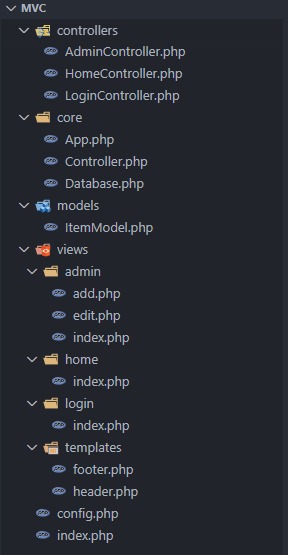 MVC
controllers
AdminController.php
HomeController.php
LoginController.php
core
App.php
Controller.php
Database.php
models
ItemModel.php
views
admin
add.php
edit.php
index.php
home
index.php
login
index.php
templates
footer.php
header.php
config.php
index.php